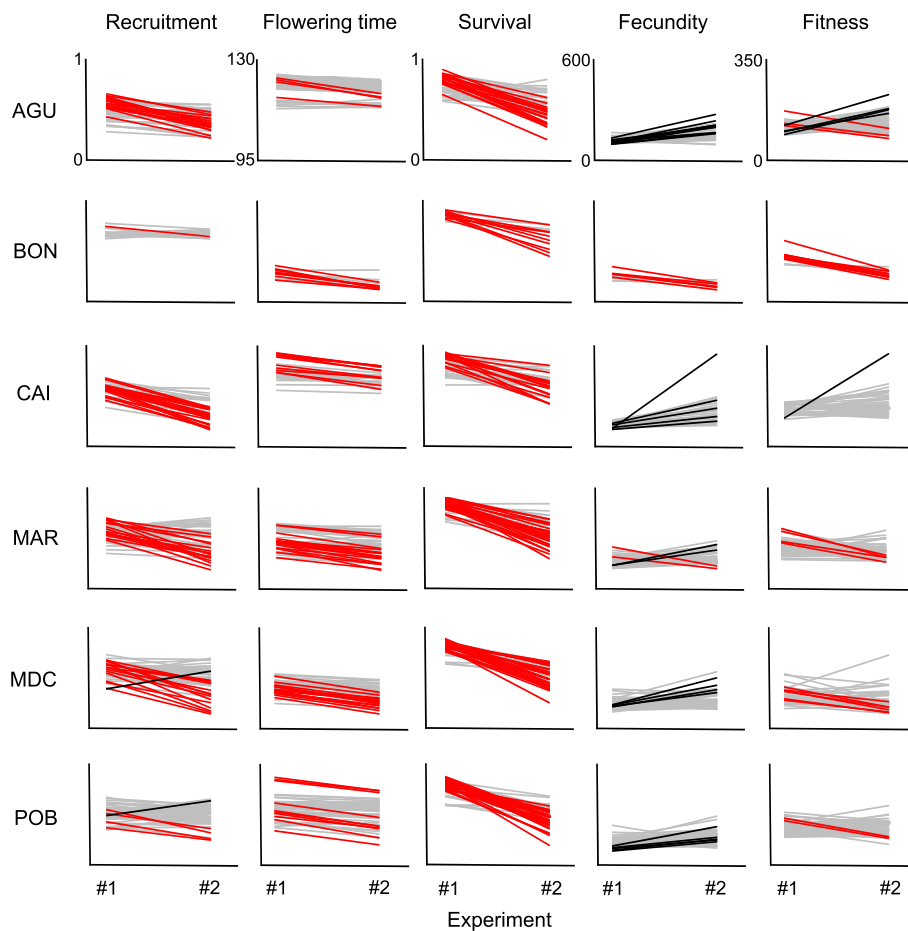 Recruitment Flowering time Survival Fecundity Fitness
1 130 1 600 350
AGU
0 95 0 0 0
BON
CAI
MAR
MDC
POB
#1 #2 #1 #2 #1 #2 #1 #2 #1 #2
Experiment